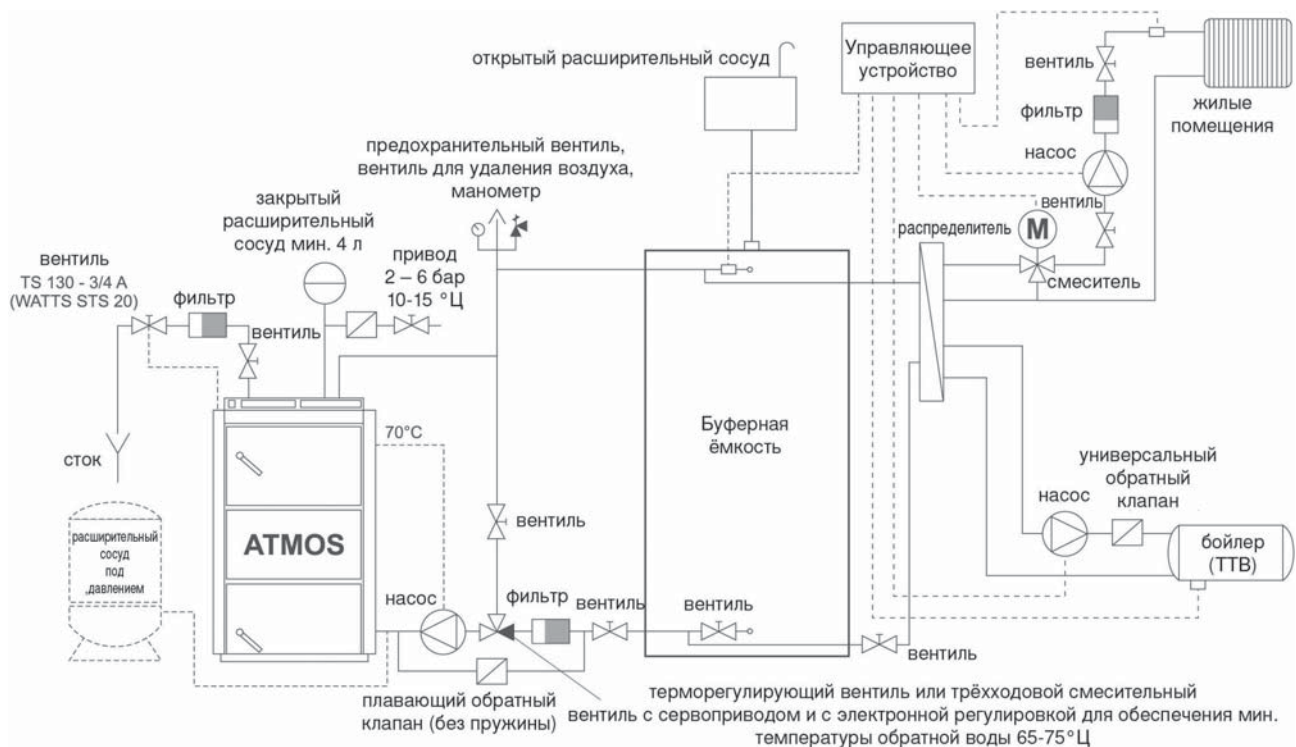 открытый расширительный сосуд
Управляющее
устройство
вентиль
фильтр
насос
жилые
помещения
предохранительный вентиль,
вентиль для удаления воздуха,
манометр
закрытый
расширительный
сосуд мин. 4 л
привод
2 – 6 бар
10-15 °Ц
вентиль
TS 130 - 3/4 A
(WATTS STS 20)
фильтр
вентиль
вентиль
распределитель
M
смеситель
70°C
сток
расширительный
сосуд
под
,давлением
ATMOS
Буферная
ёмкость
вентиль
универсальный
обратный
клапан
насос
бойлер
(ТТВ)
насос
фильтр
вентиль
вентиль
вентиль
плавающий обратный
клапан (без пружины)
терморегулирующий вентиль или трёхходовой смесительный
вентиль с сервоприводом и с электронной регулировкой для обеспечения мин.
температуры обратной воды 65-75°Ц